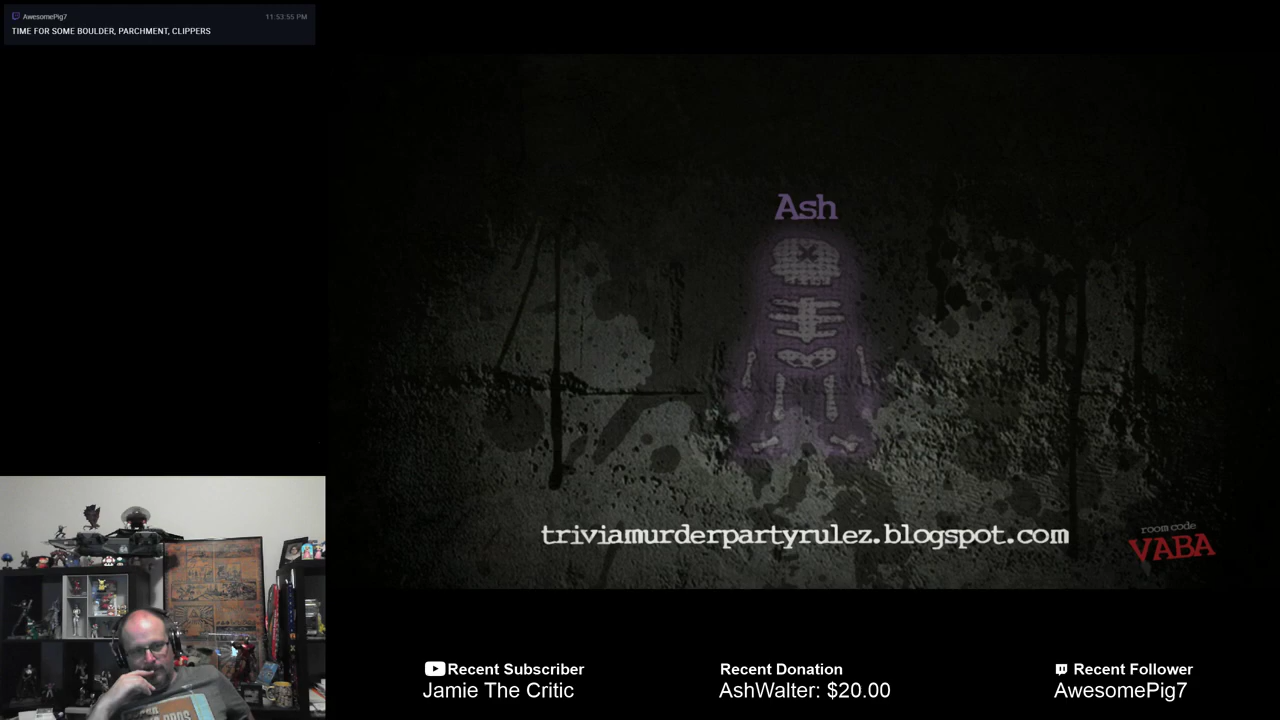 AwesomePig7 11:53:55 PM
TIME FOR SOME BOULDER, PARCHMENT, CLIPPERS
Ash
triviamurderpartyrulez.blogspot.com
room code
VABA
Recent Subscriber
Jamie The Critic
Recent Donation
AshWalter: $20.00
Recent Follower
AwesomePig7